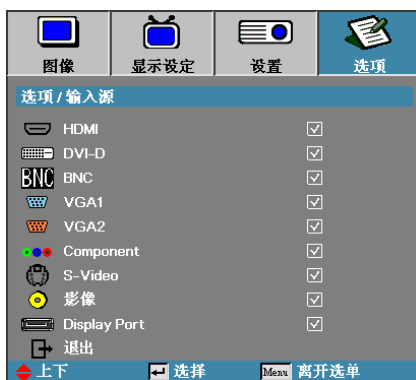 图像 显示设定 设置 选项
选项 / 输入源
HDMI
DVI-D
BNC BNC
VGA1
VGA2
Component
S-Video
影像
Display Port
退出
上下 选择 Menu 离开选单